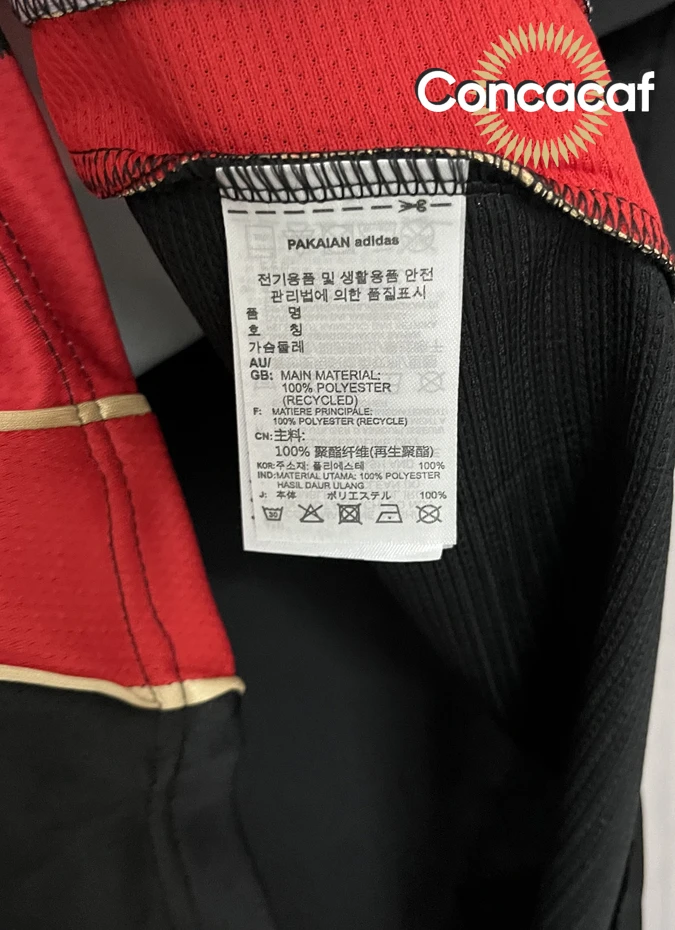 Concacaf
PAKAIAN adidas
전기용품 및 생활용품 안전
관리법에 의한 품질표시
품 명
호 칭
가슴둘레
AU/
GB: MAIN MATERIAL:
100% POLYESTER
(RECYCLED)
F: MATIERE PRINCIPALE:
100% POLYESTER (RECYCLE)
CN:主料:
100% 聚酯纤维(再生聚酯)
KOR:주소재: 폴리에스테 100%
IND:MATERIAL UTAMA: 100% POLYESTER
HASIL DAUR ULANG
J: 本体 ポリエステル 100%
30